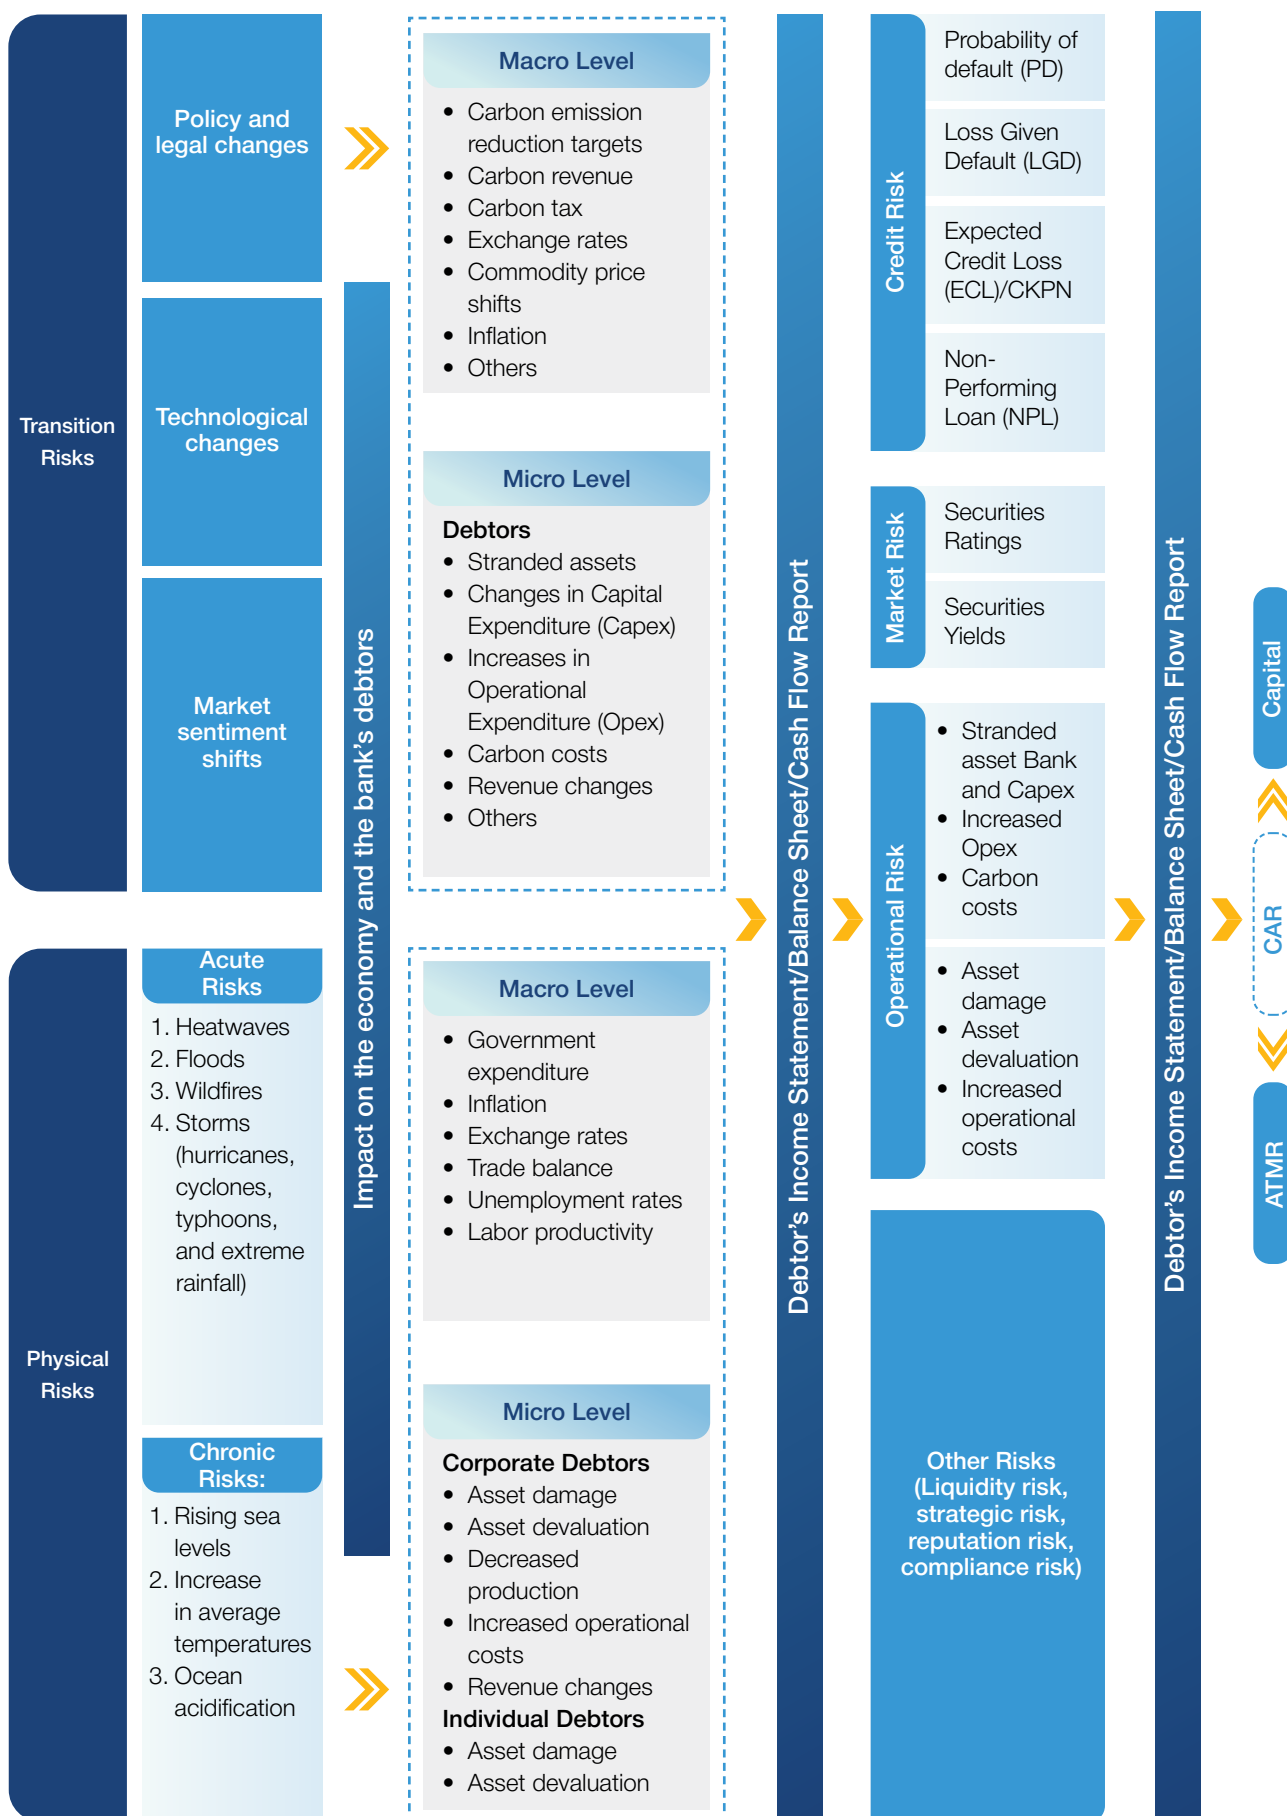 Transition
Risks
Policy and
legal changes
Technological
changes
Market
sentiment
shifts
Physical
Risks
Acute
Risks
1. Heatwaves
2. Floods
3. Wildfires
4. Storms
(hurricanes,
cyclones,
typhoons,
and extreme
rainfall)
Chronic
Risks:
1. Rising sea
levels
2. Increase
in average
temperatures
3. Ocean
acidification
Impact on the economy and the bank's debtors
Macro Level
• Carbon emission
reduction targets
• Carbon revenue
• Carbon tax
• Exchange rates
• Commodity price
shifts
• Inflation
• Others
Micro Level
Debtors
• Stranded assets
• Changes in Capital
Expenditure (Capex)
• Increases in
Operational
Expenditure (Opex)
• Carbon costs
• Revenue changes
• Others
Macro Level
• Government
expenditure
• Inflation
• Exchange rates
• Trade balance
• Unemployment rates
• Labor productivity
Micro Level
Corporate Debtors
• Asset damage
• Asset devaluation
• Decreased
production
• Increased operational
costs
• Revenue changes
Individual Debtors
• Asset damage
• Asset devaluation
Debtor's Income Statement/Balance Sheet/Cash Flow Report
Credit Risk
Probability of
default (PD)
Loss Given
Default (LGD)
Expected
Credit Loss
(ECL)/CKPN
Non-
Performing
Loan (NPL)
Market Risk
Securities
Ratings
Securities
Yields
Operational Risk
• Stranded
asset Bank
and Capex
• Increased
Opex
• Carbon
costs
• Asset
damage
• Asset
devaluation
• Increased
operational
costs
Other Risks
(Liquidity risk,
strategic risk,
reputation risk,
compliance risk)
Debtor's Income Statement/Balance Sheet/Cash Flow Report
Capital
CAR
ATMR